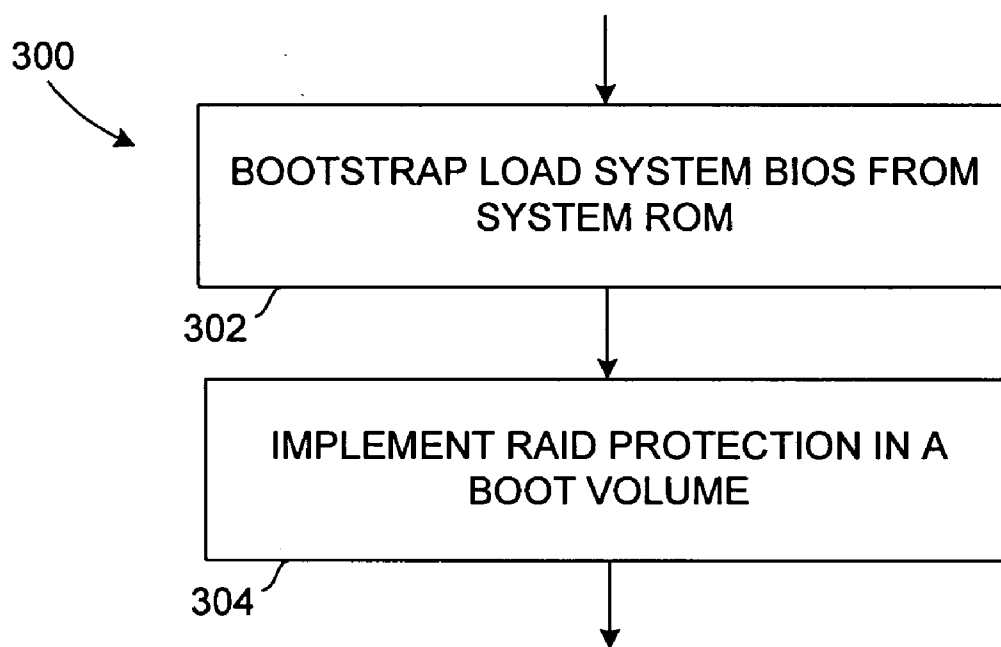 300
BOOTSTRAP LOAD SYSTEM BIOS FROM
SYSTEM ROM
302
IMPLEMENT RAID PROTECTION IN A
BOOT VOLUME
304